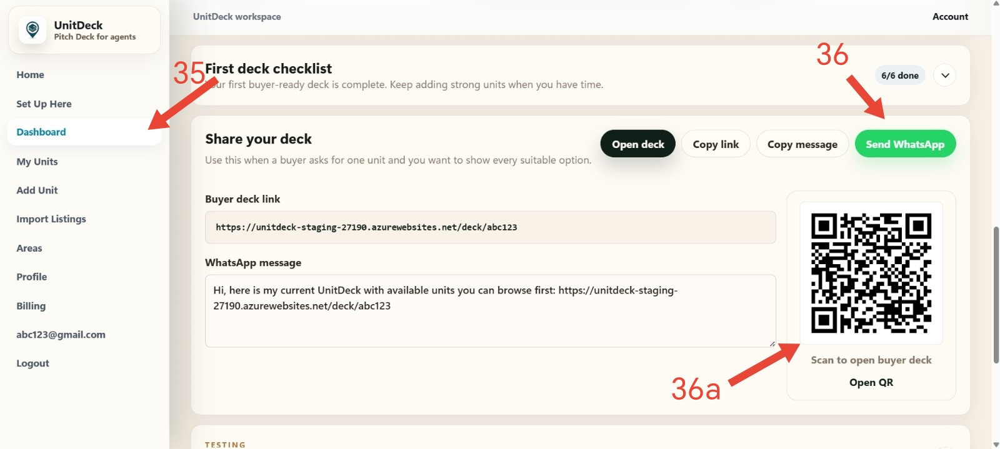 UnitDeck
Pitch Deck for agents
Home
Set Up Here
Dashboard
My Units
Add Unit
Import Listings
Areas
Profile
Billing
abc123@gmail.com
Logout
UnitDeck workspace
Account
35
36
First deck checklist
Your first buyer-ready deck is complete. Keep adding strong units when you have time.
6/6 done
Share your deck
Use this when a buyer asks for one unit and you want to show every suitable option.
Open deck
Copy link
Copy message
Send WhatsApp
Buyer deck link
https://unitdeck-staging-27190.azurewebsites.net/deck/abc123
WhatsApp message
Hi, here is my current UnitDeck with available units you can browse first: https://unitdeck-staging-
27190.azurewebsites.net/deck/abc123
36a
Scan to open buyer deck
Open QR
TESTING